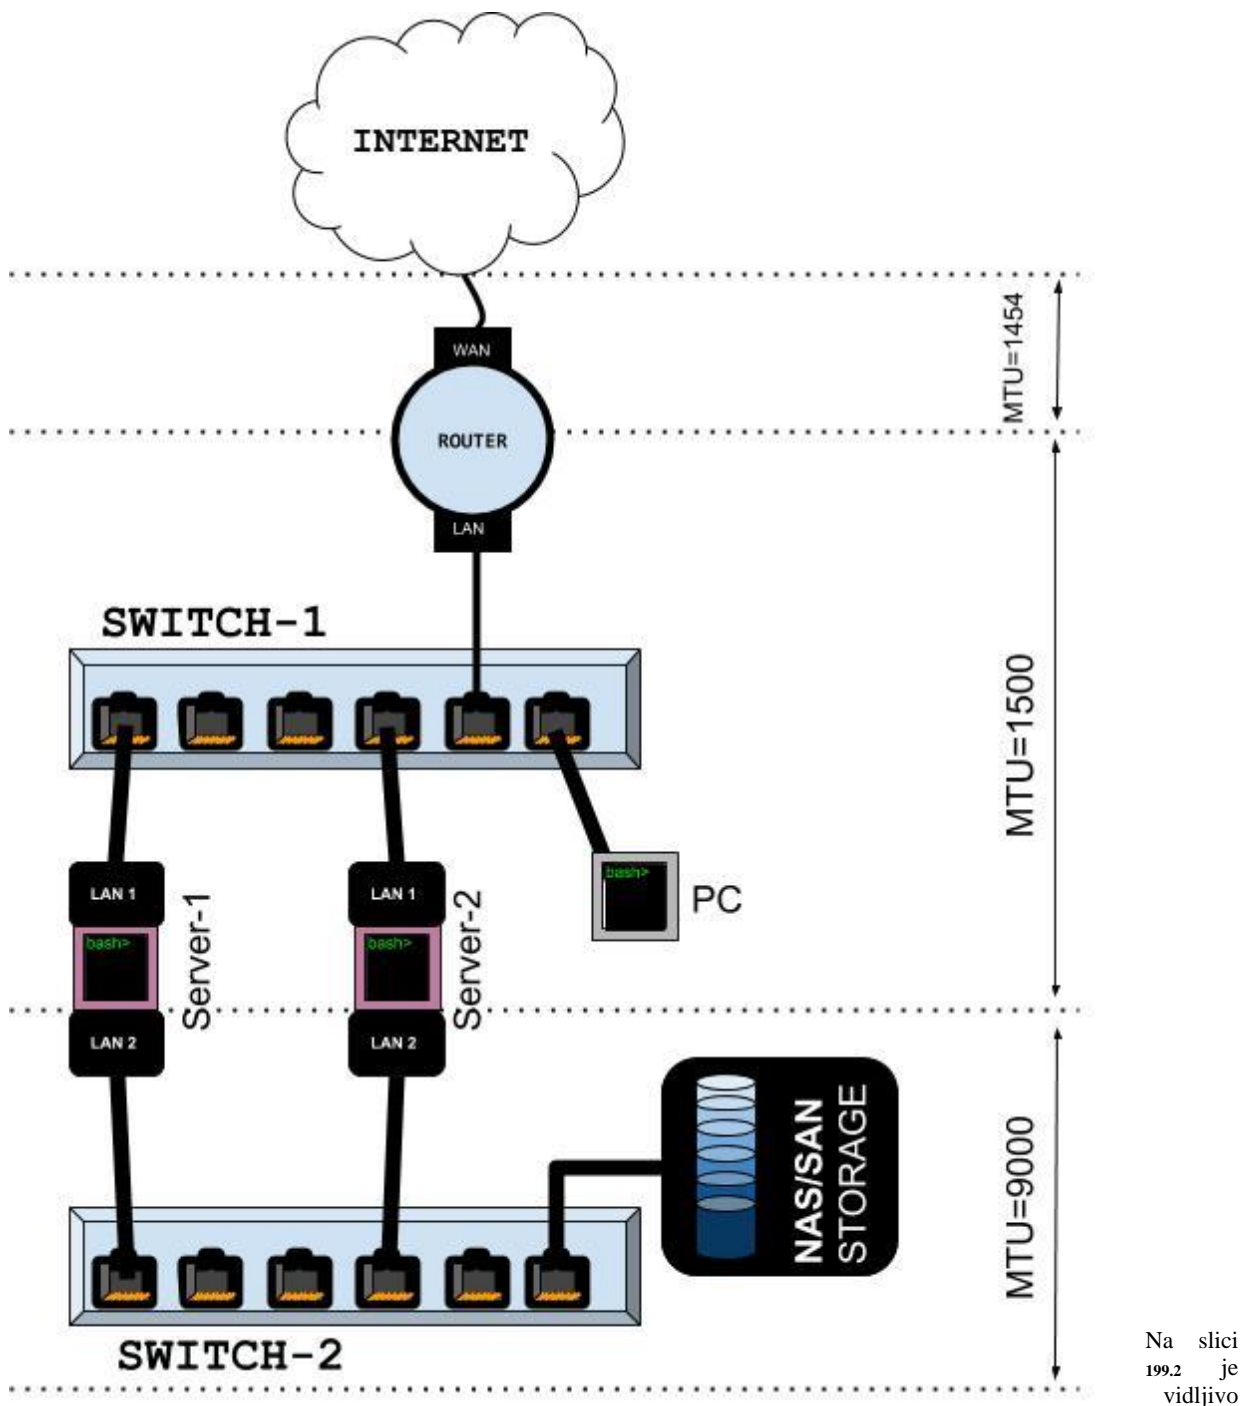 INTERNET
MTU=1454
WAN
ROUTER
LAN
SWITCH-1
MTU=1500
bash>
PC
LAN 1
LAN 1
Server-1
Server-2
bash>
bash>
LAN 2
LAN 2
NAS/SAN
STORAGE
MTU=9000
SWITCH-2
Na slici
199.2 je
vidljivo